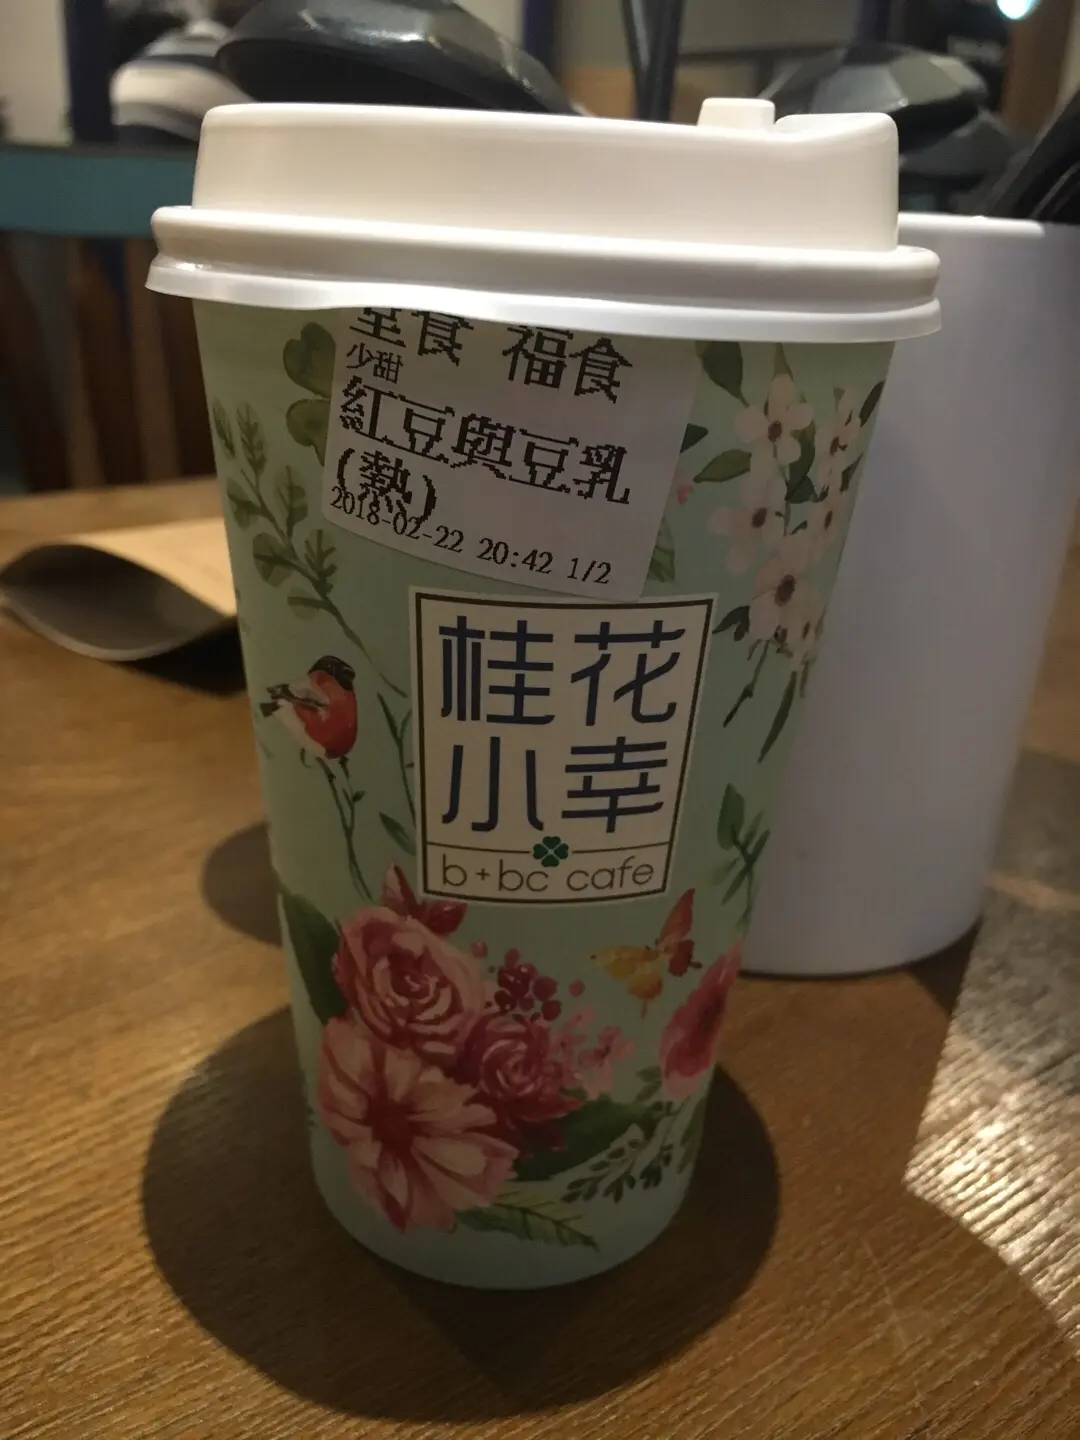 堂食 福食
少甜
紅豆與豆乳
(熱)
2018-02-22 20:42 1/2
桂花
小幸
b+bc cafe